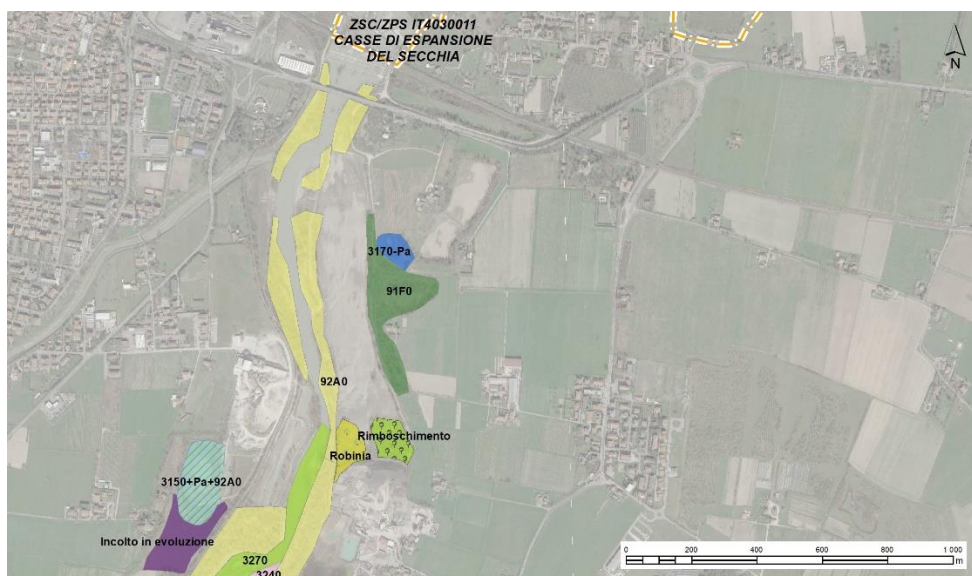 ZSC/ZPS IT4030011
CASSE DI ESPANSIONE
DEL SECCHIA
N
3170-Pa
91F0
92A0
Rimboschimento
Robinia
3150+Pa+92A0
Incolto in evoluzione
3270
3240
0 200 400 600 800 1 000
m